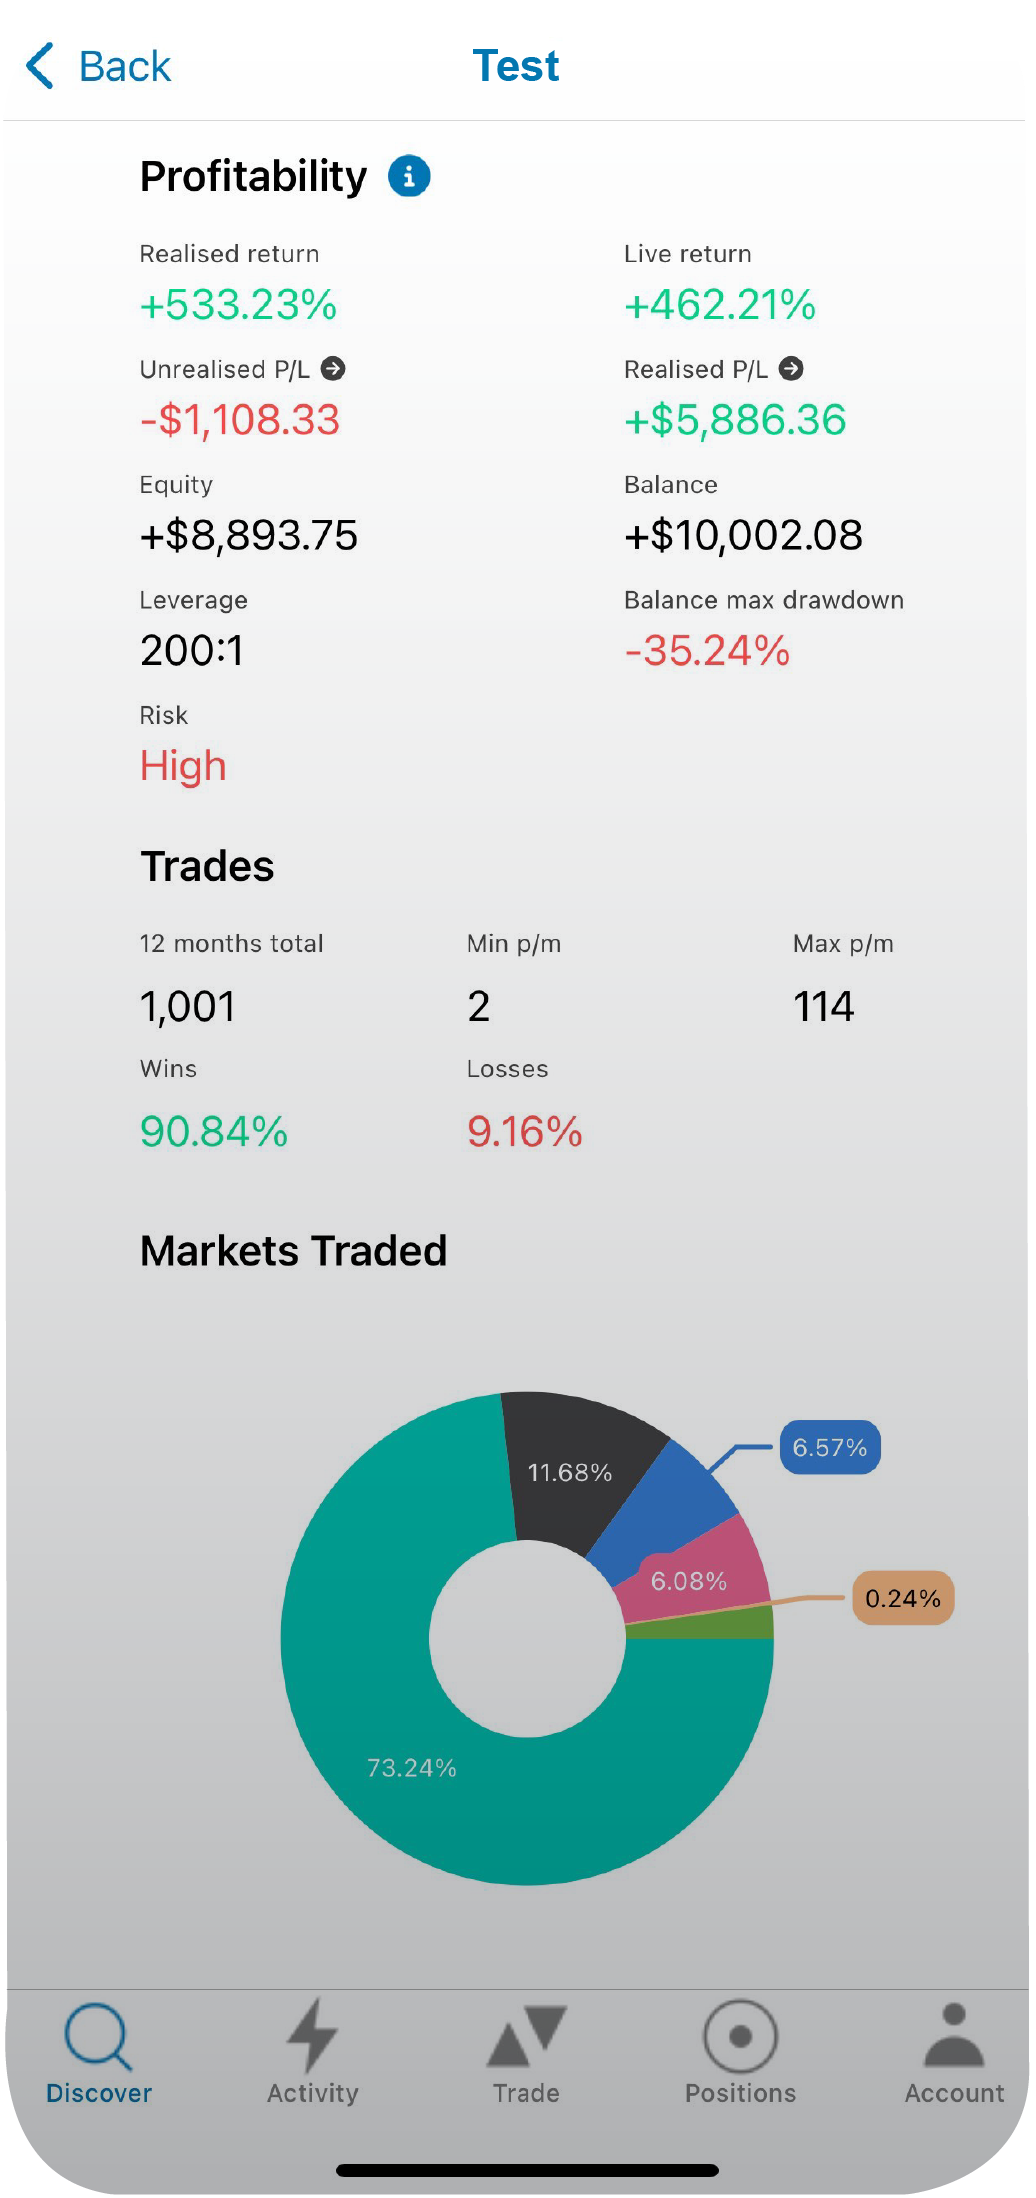 Back Test
Profitability
Realised return Live return
+533.23% +462.21%
Unrealised P/L Realised P/L
-$1,108.33 +$5,886.36
Equity Balance
+$8,893.75 +$10,002.08
Leverage Balance max drawdown
200:1 -35.24%
Risk
High
Trades
12 months total Min p/m Max p/m
1,001 2 114
Wins Losses
90.84% 9.16%
Markets Traded
6.57%
11.68%
6.08%
0.24%
73.24%
Discover Activity Trade Positions Account